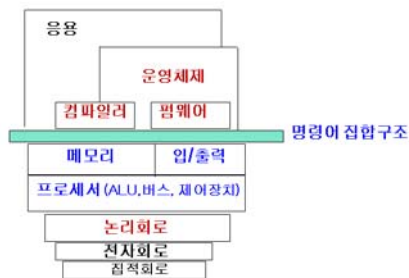 응용
운영체제
컴파일러 펌웨어
명령어 집합구조
메모리 입/출력
프로세서(ALU,버스, 제어장치)
논리회로
전자회로
집적회로